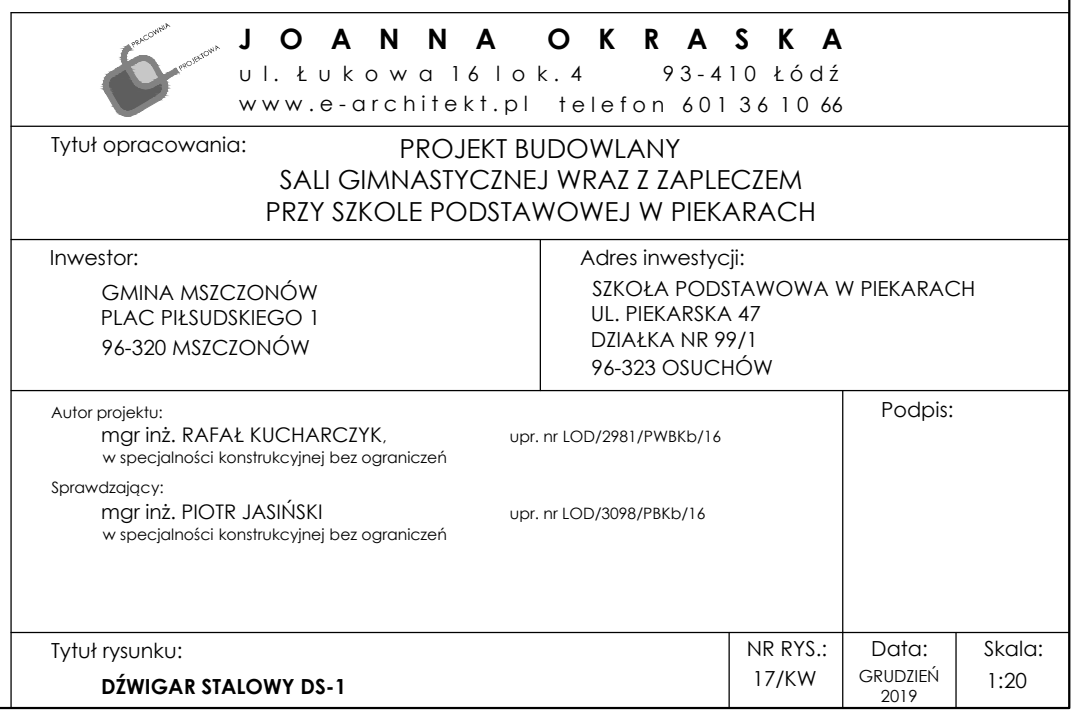 PRACOWNIA
PROJEKTOWA
JOANNA OKRASKA
ul. Łukowa 16 lok. 4 93-410 Łódź
www.e-architekt.pl telefon 601 36 10 66
Tytuł opracowania:
PROJEKT BUDOWLANY
SALI GIMNASTYCZNEJ WRAZ Z ZAPLECZEM
PRZY SZKOLE PODSTAWOWEJ W PIEKARACH
Inwestor:
GMINA MSZCZONÓW
PLAC PIŁSUDSKIEGO 1
96-320 MSZCZONÓW
Adres inwestycji:
SZKOŁA PODSTAWOWA W PIEKARACH
UL. PIEKARSKA 47
DZIAŁKA NR 99/1
96-323 OSUCHÓW
Autor projektu:
mgr inż. RAFAŁ KUCHARCZYK, upr. nr LOD/2981/PWBKb/16
w specjalności konstrukcyjnej bez ograniczeń
Sprawdzający:
mgr inż. PIOTR JASIŃSKI upr. nr LOD/3098/PBKb/16
w specjalności konstrukcyjnej bez ograniczeń
Podpis:
Tytuł rysunku:
DŹWIGAR STALOWY DS-1
NR RYS.:
17/KW
Data:
GRUDZIEŃ
2019
Skala:
1:20